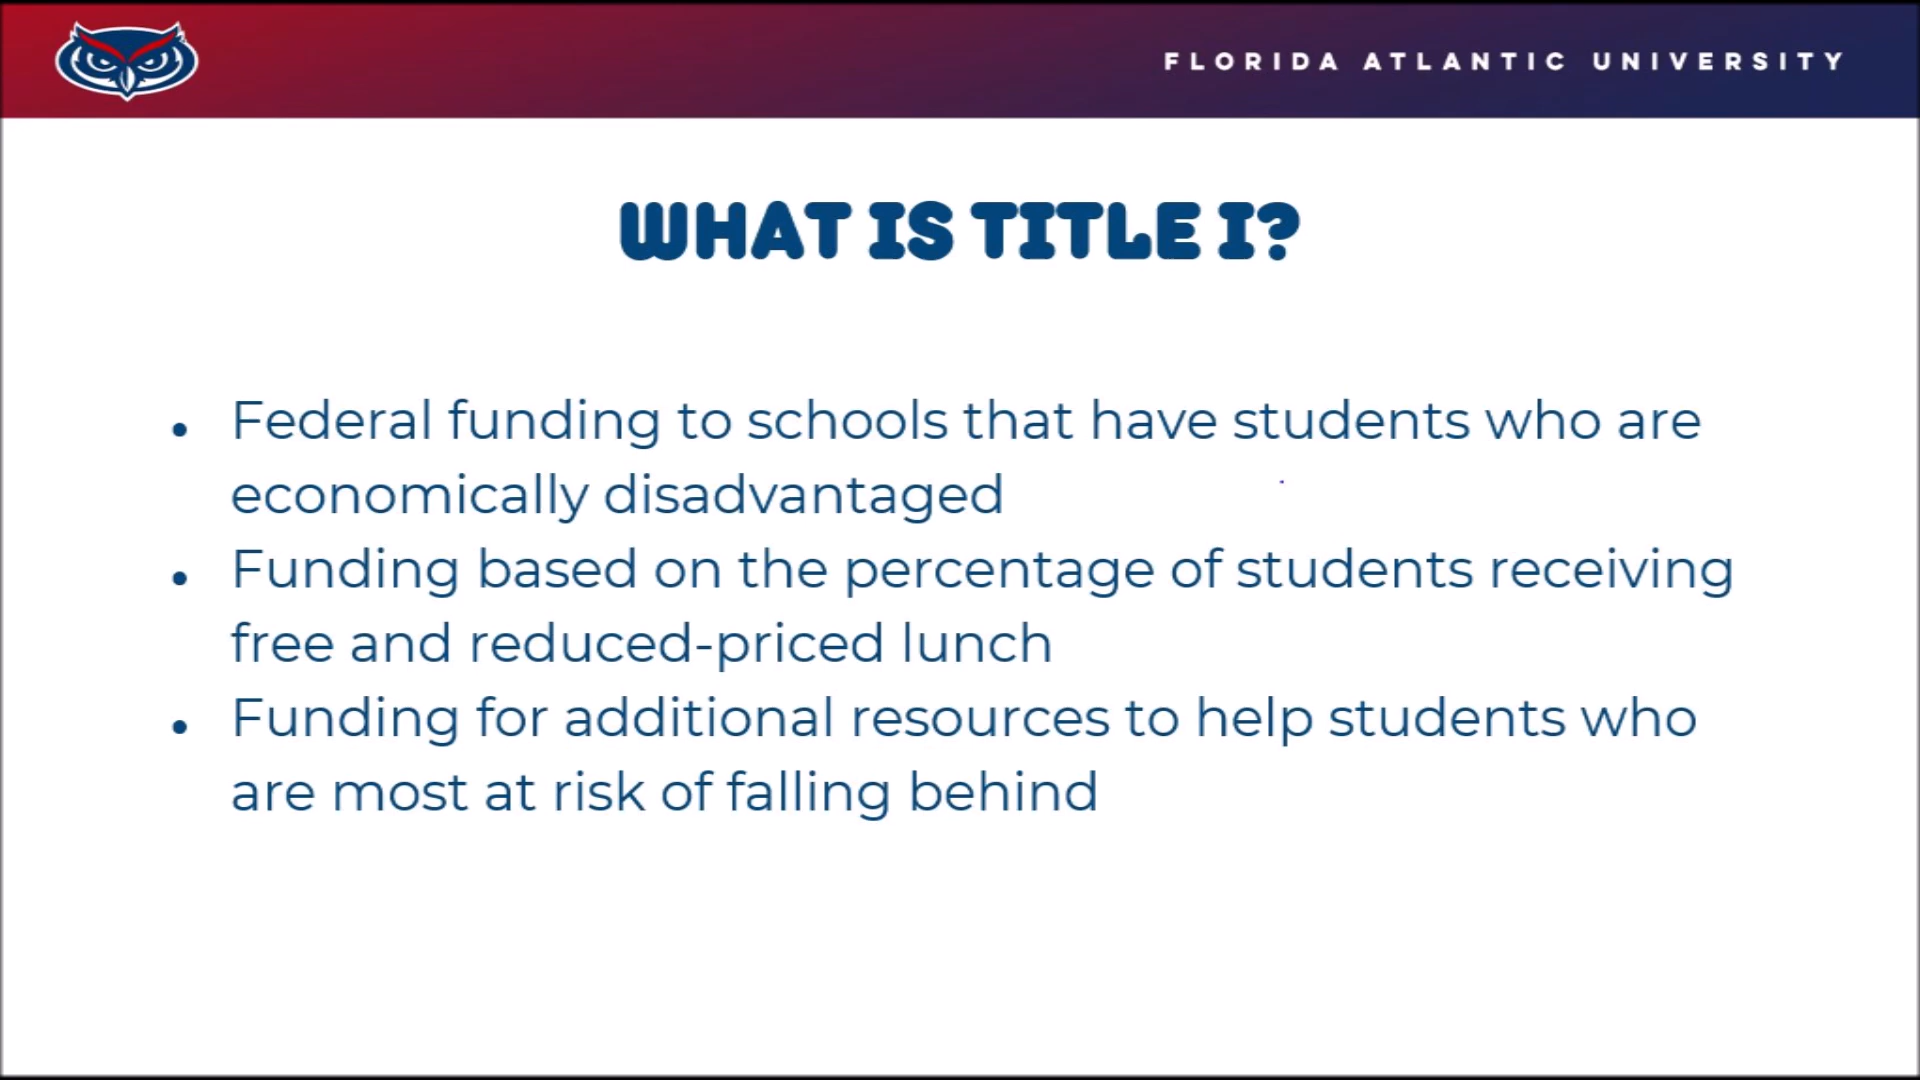 FLORIDA ATLANTIC UNIVERSITY
WHAT IS TITLE I?
• Federal funding to schools that have students who are
economically disadvantaged
• Funding based on the percentage of students receiving
free and reduced-priced lunch
• Funding for additional resources to help students who
are most at risk of falling behind